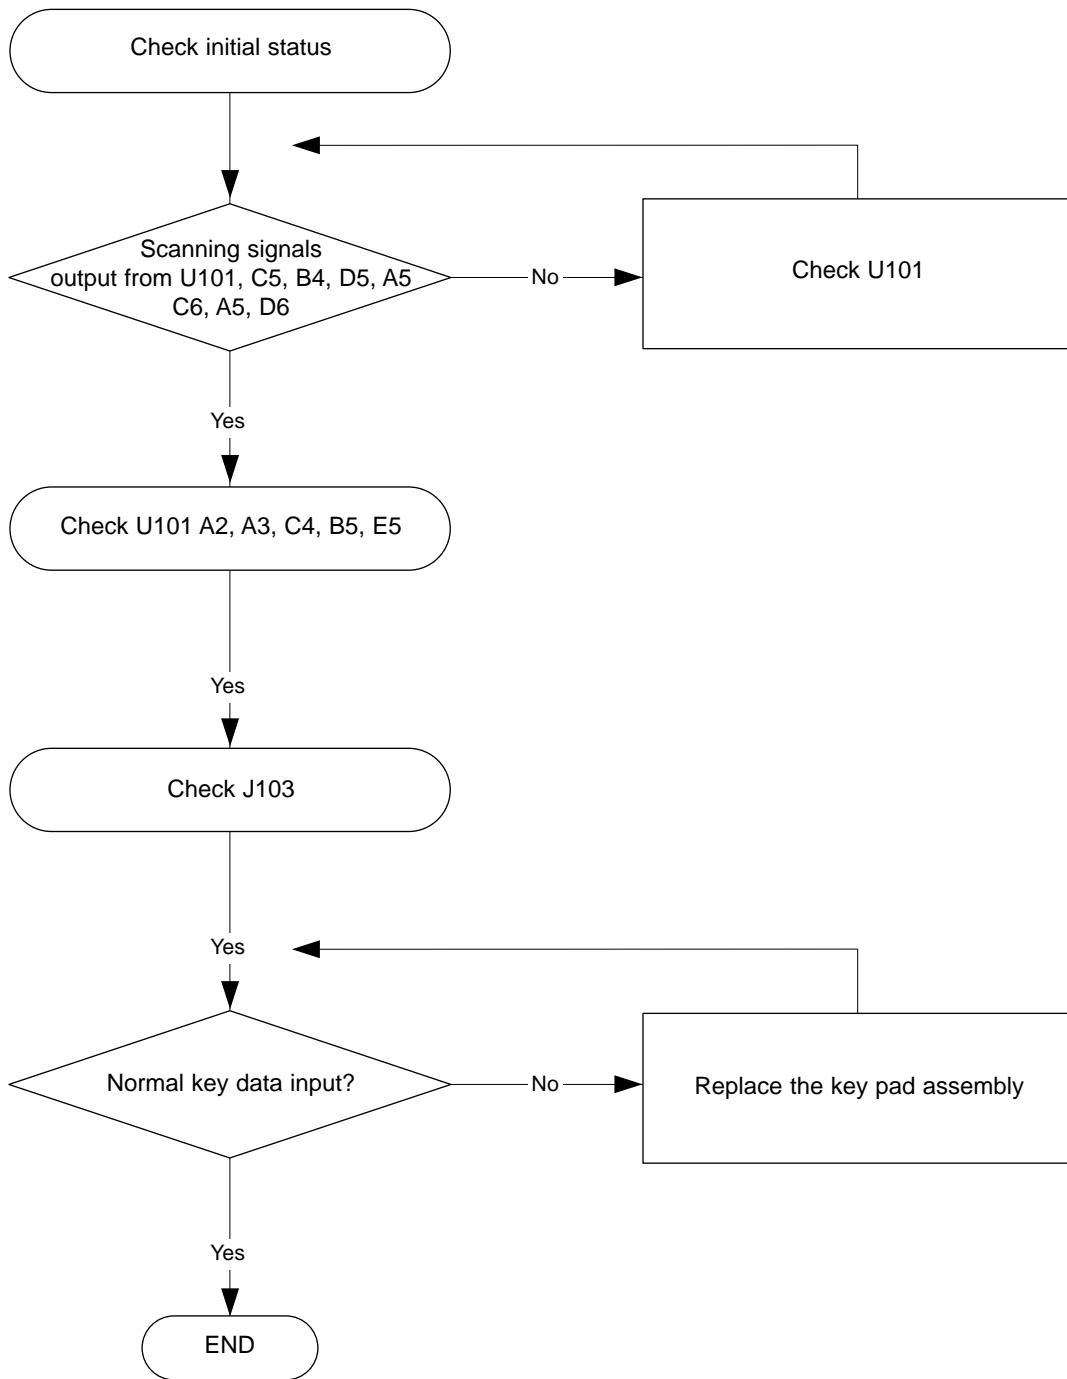 Check initial status
Scanning signals
output from U101, C5, B4, D5, A5
C6, A5, D6
No
Check U101
Yes
Check U101 A2, A3, C4, B5, E5
Yes
Check J103
Yes
Normal key data input?
No
Replace the key pad assembly
Yes
END